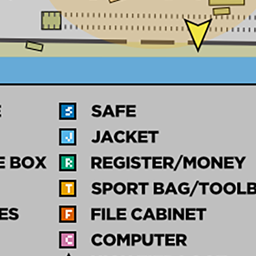 E
S SAFE
J JACKET
E BOX R REGISTER/MONEY
T SPORT BAG/TOOLB
ES F FILE CABINET
C COMPUTER